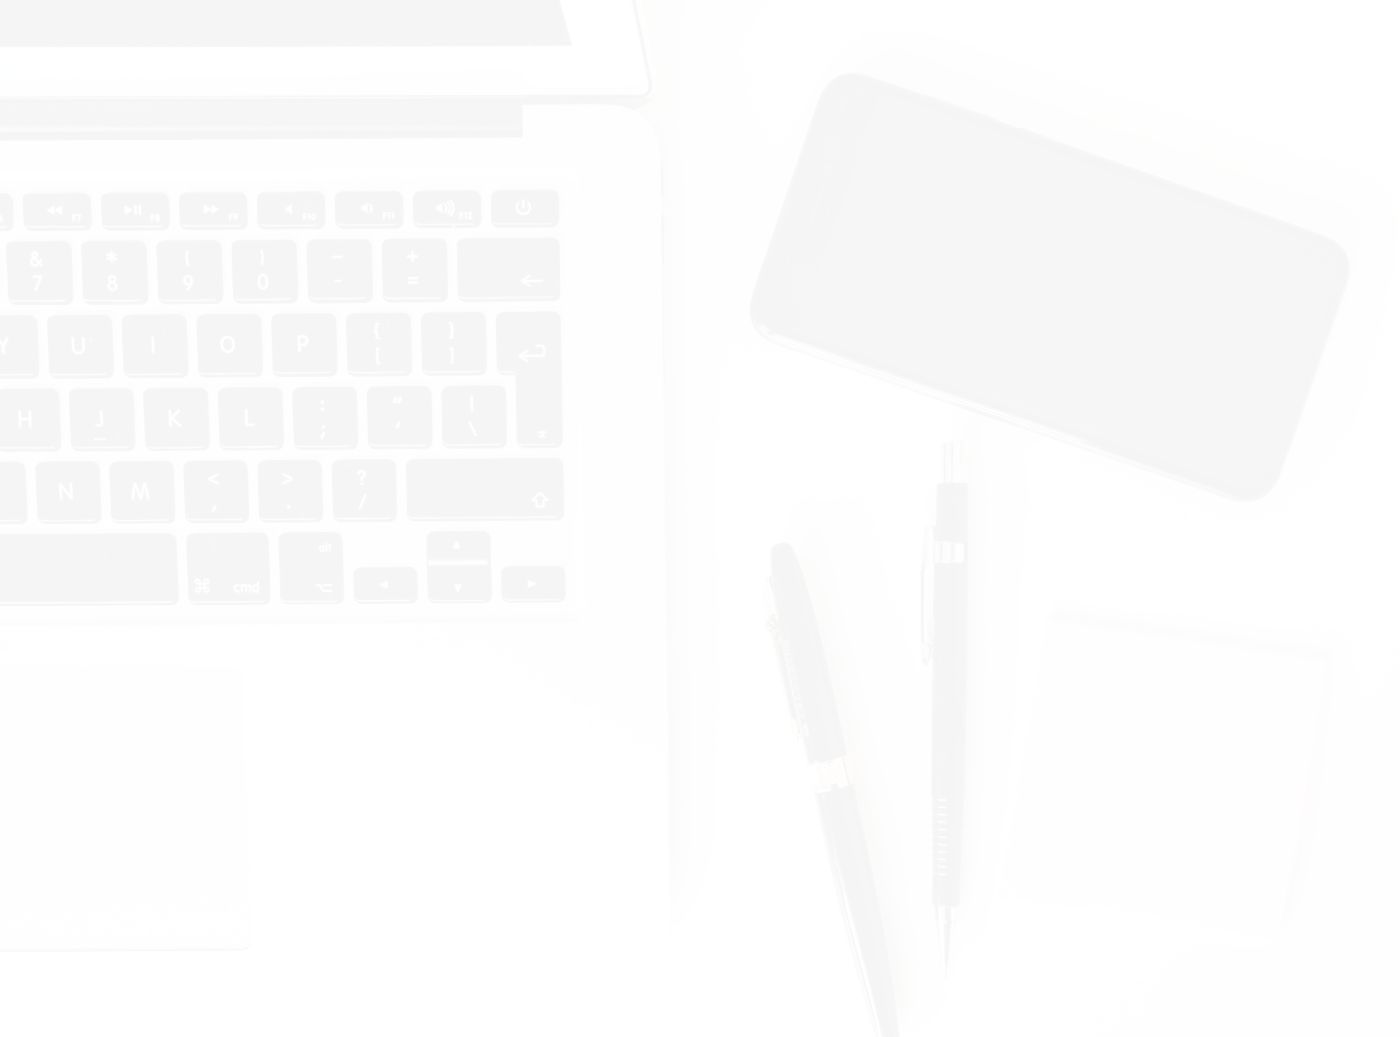 F7 F8 F9 F10 F11 F12
& * ( ) – +
7 8 9 0 - =
Y U I O P { }
[ ]
H J K L : “ |
; ‘ \
N M < > ?
, . /
alt
cmd